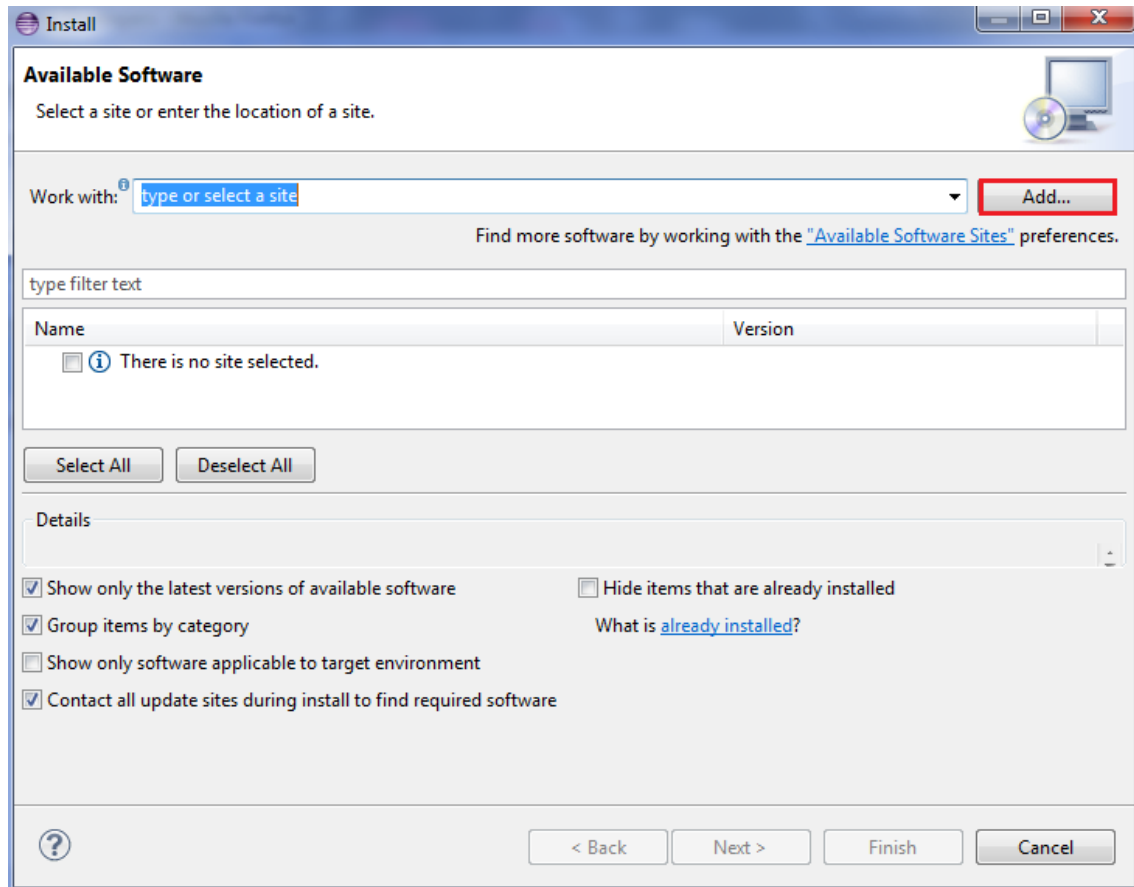 Install
Available Software
Select a site or enter the location of a site.
Work with: type or select a site Add...
Find more software by working with the "Available Software Sites" preferences.
type filter text
Name Version
There is no site selected.
Select All Deselect All
Details
Show only the latest versions of available software Hide items that are already installed
Group items by category What is already installed?
Show only software applicable to target environment
Contact all update sites during install to find required software
? < Back Next > Finish Cancel